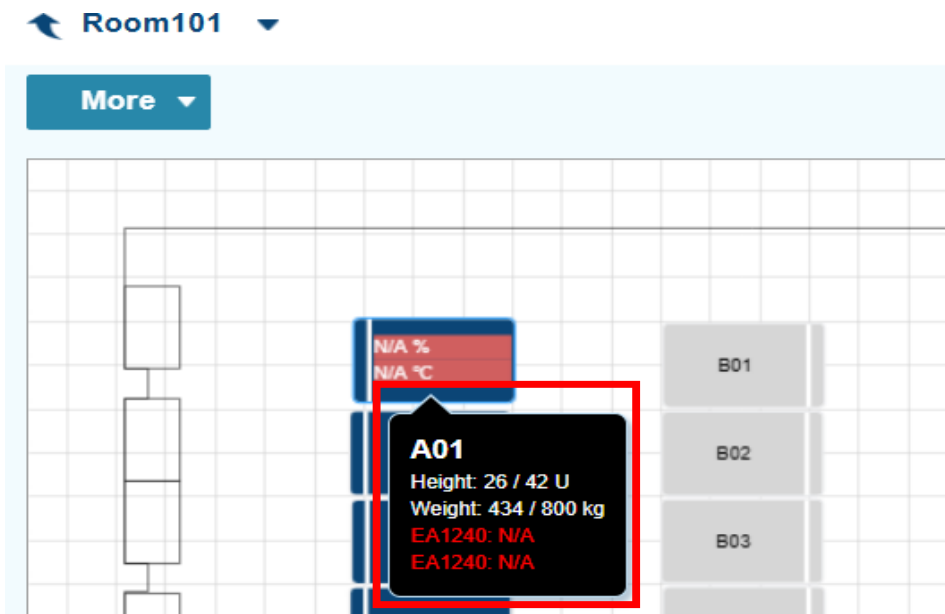 Room101
More
N/A %
N/A °C
B01
A01
Height: 26 / 42 U
Weight: 434 / 800 kg
EA1240: N/A
EA1240: N/A
B02
B03